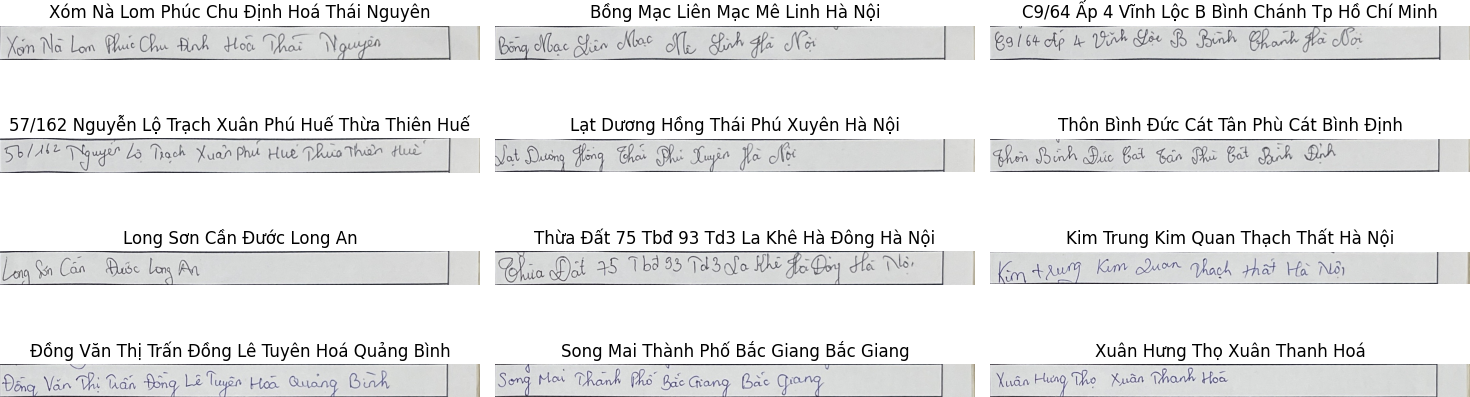 Xóm Nà Lom Phúc Chu Định Hoá Thái Nguyên
Bồng Mạc Liên Mạc Mê Linh Hà Nội
C9/64 Ấp 4 Vĩnh Lộc B Bình Chánh Tp Hồ Chí Minh
Xóm Nà Lom Phúc Chu Định Hoá Thái Nguyên
Bồng Mạc Liên Mạc Mê Linh Hà Nội
C9/64 Ấp 4 Vĩnh Lộc B Bình Chanh Hà Nội
57/162 Nguyễn Lộ Trạch Xuân Phú Huế Thừa Thiên Huế
Lạt Dương Hồng Thái Phú Xuyên Hà Nội
Thôn Bình Đức Cát Tân Phù Cát Bình Định
56/162 Nguyễn Lộ Trạch Xuân Phú Huế Thừa Thiên Huế
Lạt Dương Hồng Thái Phú Xuyên Hà Nội
Thôn Bình Đức Cát Tân Phù Cát Bình Định
Long Sơn Cần Đước Long An
Thừa Đất 75 Tbđ 93 Td3 La Khê Hà Đông Hà Nội
Kim Trung Kim Quan Thạch Thất Hà Nội
Long Sơn Cần Đước Long An
Thừa Đất 75 Tbđ 93 Td3 La Khê Hà Đông Hà Nội
Kim trung Kim Quan Thạch thất Hà Nội
Đồng Văn Thị Trấn Đồng Lê Tuyên Hoá Quảng Bình
Song Mai Thành Phố Bắc Giang Bắc Giang
Xuân Hưng Thọ Xuân Thanh Hoá
Đồng Văn Thị Trấn Đồng Lê Tuyên Hoá Quảng Bình
Song Mai Thành Phố Bắc Giang Bắc Giang
Xuân Hưng Thọ Xuân Thanh Hoá